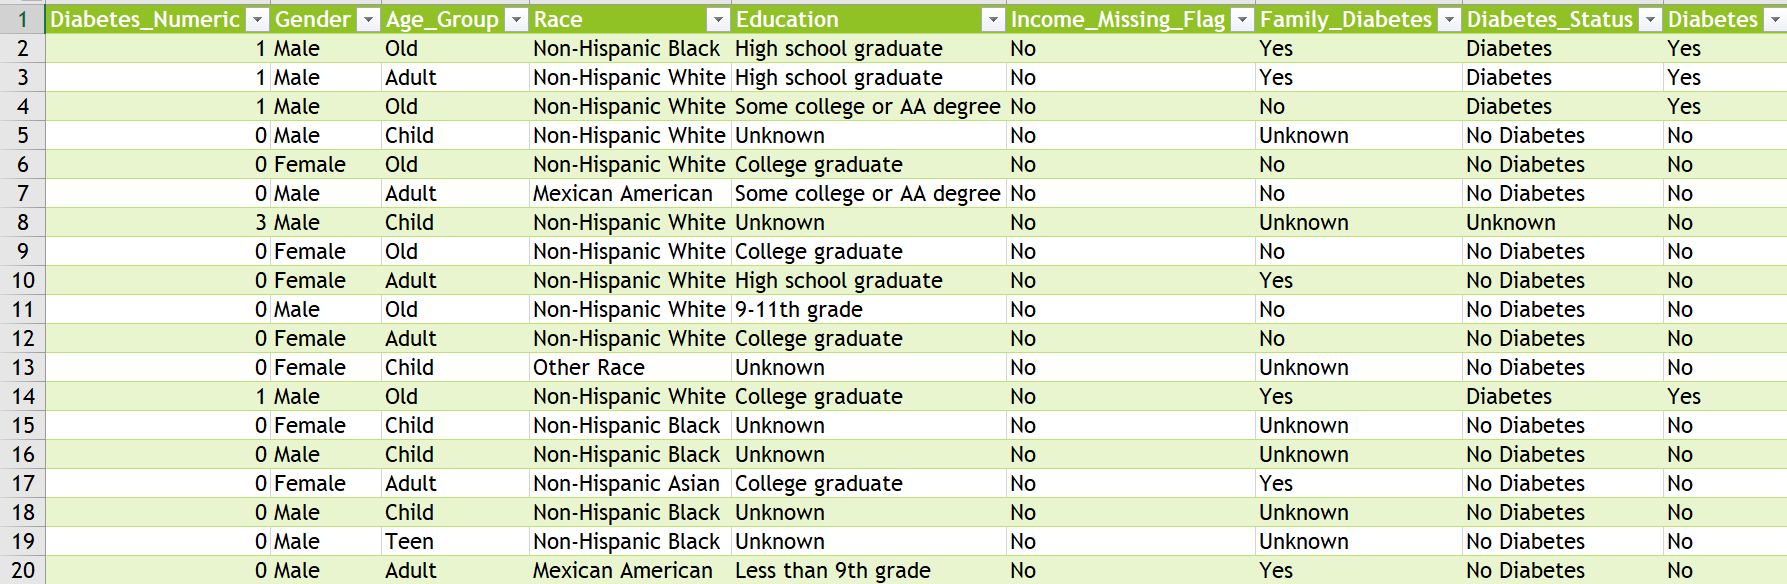 1 Diabetes_Numeric Gender Age_Group Race Education Income_Missing_Flag Family_Diabetes Diabetes_Status Diabetes
2 1 Male Old Non-Hispanic Black High school graduate No Yes Diabetes Yes
3 1 Male Adult Non-Hispanic White High school graduate No Yes Diabetes Yes
4 1 Male Old Non-Hispanic White Some college or AA degree No No Diabetes Yes
5 0 Male Child Non-Hispanic White Unknown No Unknown No Diabetes No
6 0 Female Old Non-Hispanic White College graduate No No No Diabetes No
7 0 Male Adult Mexican American Some college or AA degree No No No Diabetes No
8 3 Male Child Non-Hispanic White Unknown No Unknown Unknown No
9 0 Female Old Non-Hispanic White College graduate No No No Diabetes No
10 0 Female Adult Non-Hispanic White High school graduate No Yes No Diabetes No
11 0 Male Old Non-Hispanic White 9-11th grade No No No Diabetes No
12 0 Female Adult Non-Hispanic White College graduate No No No Diabetes No
13 0 Female Child Other Race Unknown No Unknown No Diabetes No
14 1 Male Old Non-Hispanic White College graduate No Yes Diabetes Yes
15 0 Female Child Non-Hispanic Black Unknown No Unknown No Diabetes No
16 0 Male Child Non-Hispanic Black Unknown No Unknown No Diabetes No
17 0 Female Adult Non-Hispanic Asian College graduate No Yes No Diabetes No
18 0 Male Child Non-Hispanic Black Unknown No Unknown No Diabetes No
19 0 Male Teen Non-Hispanic Black Unknown No Unknown No Diabetes No
20 0 Male Adult Mexican American Less than 9th grade No Yes No Diabetes No